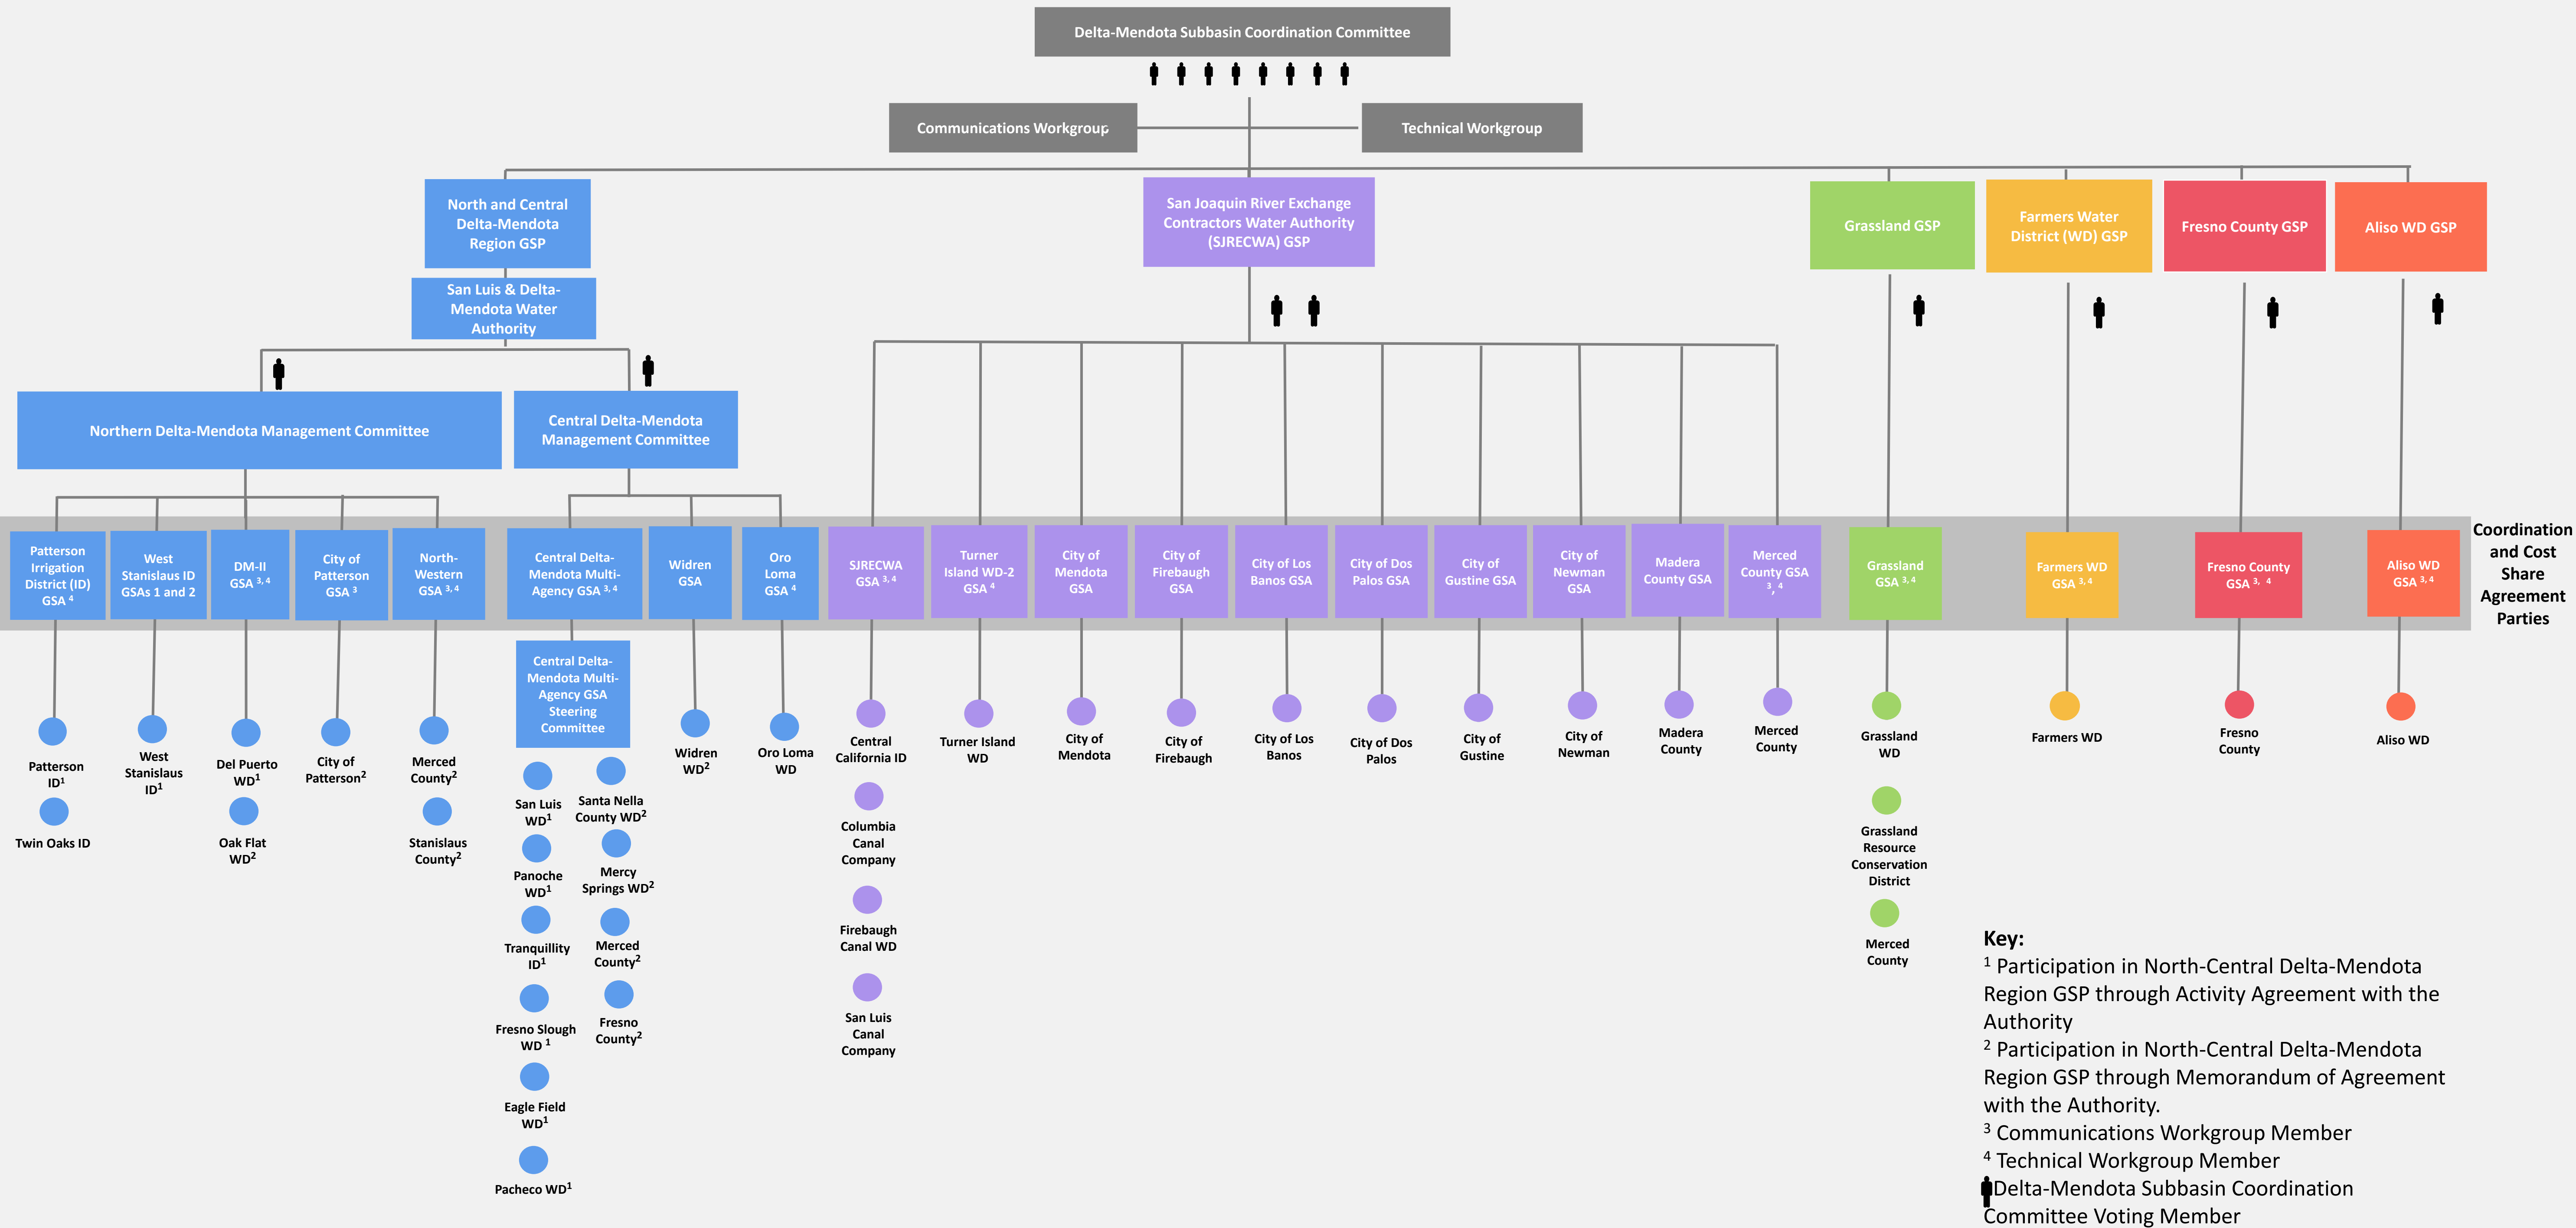 Delta-Mendota Subbasin Coordination Committee
Communications Workgroup
Technical Workgroup
North and Central
Delta-Mendota
Region GSP
San Joaquin River Exchange
Contractors Water Authority
(SJRECWA) GSP
Grassland GSP
Farmers Water
District (WD) GSP
Fresno County GSP
Aliso WD GSP
San Luis & Delta-
Mendota Water
Authority
Northern Delta-Mendota Management Committee
Central Delta-Mendota
Management Committee
Patterson
Irrigation
District (ID)
GSA 4
West
Stanislaus ID
GSAs 1 and 2
DM-II
GSA 3, 4
City of
Patterson
GSA 3
North-
Western
GSA 3, 4
Central Delta-
Mendota Multi-
Agency GSA 3, 4
Widren
GSA
Oro
Loma
GSA 4
SJRECWA
GSA 3, 4
Turner
Island WD-2
GSA 4
City of
Mendota
GSA
City of
Firebaugh
GSA
City of Los
Banos GSA
City of Dos
Palos GSA
City of
Gustine GSA
City of
Newman
GSA
Madera
County GSA
Merced
County GSA
3, 4
Grassland
GSA 3, 4
Farmers WD
GSA 3, 4
Fresno County
GSA 3, 4
Aliso WD
GSA 3, 4
Coordination
and Cost
Share
Agreement
Parties
Central Delta-
Mendota Multi-
Agency GSA
Steering
Committee
Patterson
ID1
Twin Oaks ID
West
Stanislaus
ID1
Del Puerto
WD1
Oak Flat
WD2
City of
Patterson2
Merced
County2
Stanislaus
County2
San Luis
WD1
Panoche
WD1
Tranquillity
ID1
Fresno Slough
WD 1
Eagle Field
WD1
Pacheco WD1
Santa Nella
County WD2
Mercy
Springs WD2
Merced
County2
Fresno
County2
Widren
WD2
Oro Loma
WD
Central
California ID
Columbia
Canal
Company
Firebaugh
Canal WD
San Luis
Canal
Company
Turner Island
WD
City of
Mendota
City of
Firebaugh
City of Los
Banos
City of Dos
Palos
City of
Gustine
City of
Newman
Madera
County
Merced
County
Grassland
WD
Grassland
Resource
Conservation
District
Merced
County
Farmers WD
Fresno
County
Aliso WD
Key:
1 Participation in North-Central Delta-Mendota
Region GSP through Activity Agreement with the
Authority
2 Participation in North-Central Delta-Mendota
Region GSP through Memorandum of Agreement
with the Authority.
3 Communications Workgroup Member
4 Technical Workgroup Member
Delta-Mendota Subbasin Coordination
Committee Voting Member